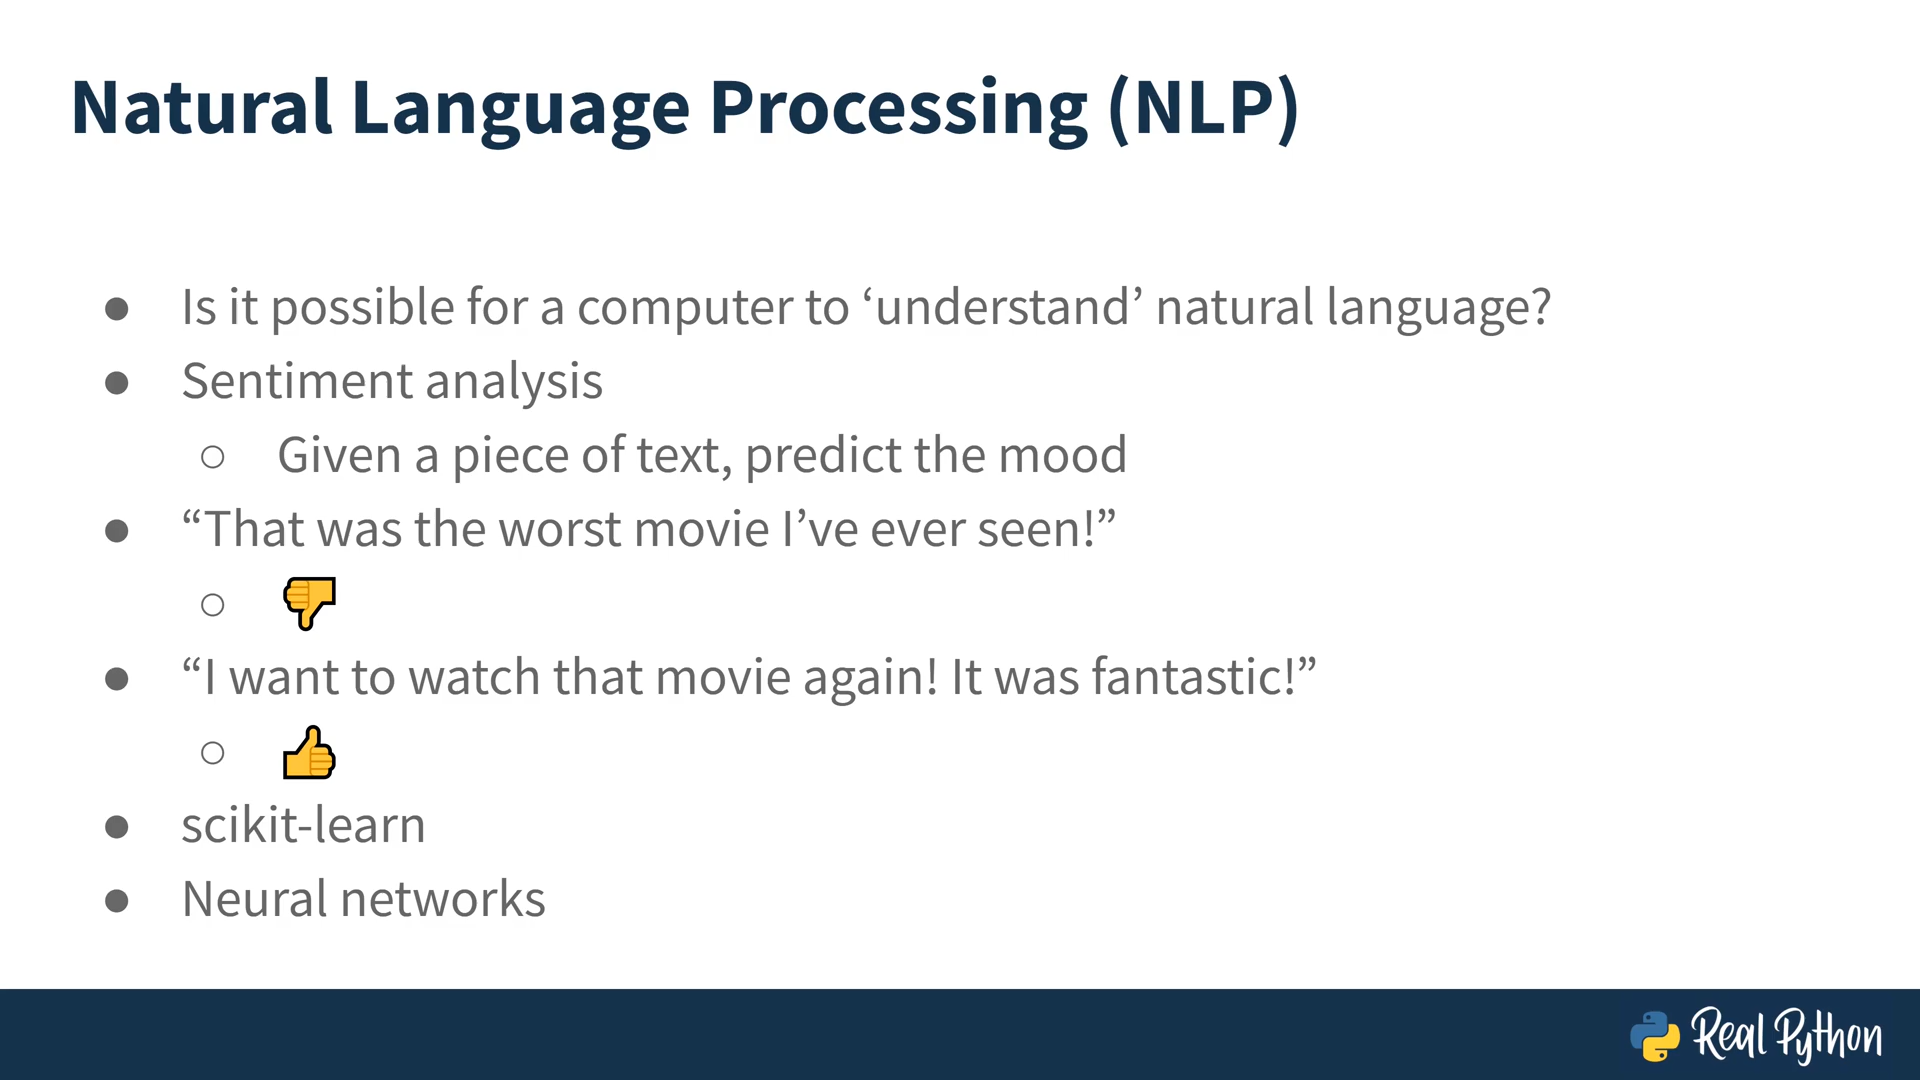 Natural Language Processing (NLP)
● Is it possible for a computer to ‘understand’ natural language?
● Sentiment analysis
○ Given a piece of text, predict the mood
● “That was the worst movie I’ve ever seen!”
○ 👎
● “I want to watch that movie again! It was fantastic!”
○ 👍
● scikit-learn
● Neural networks
Real Python